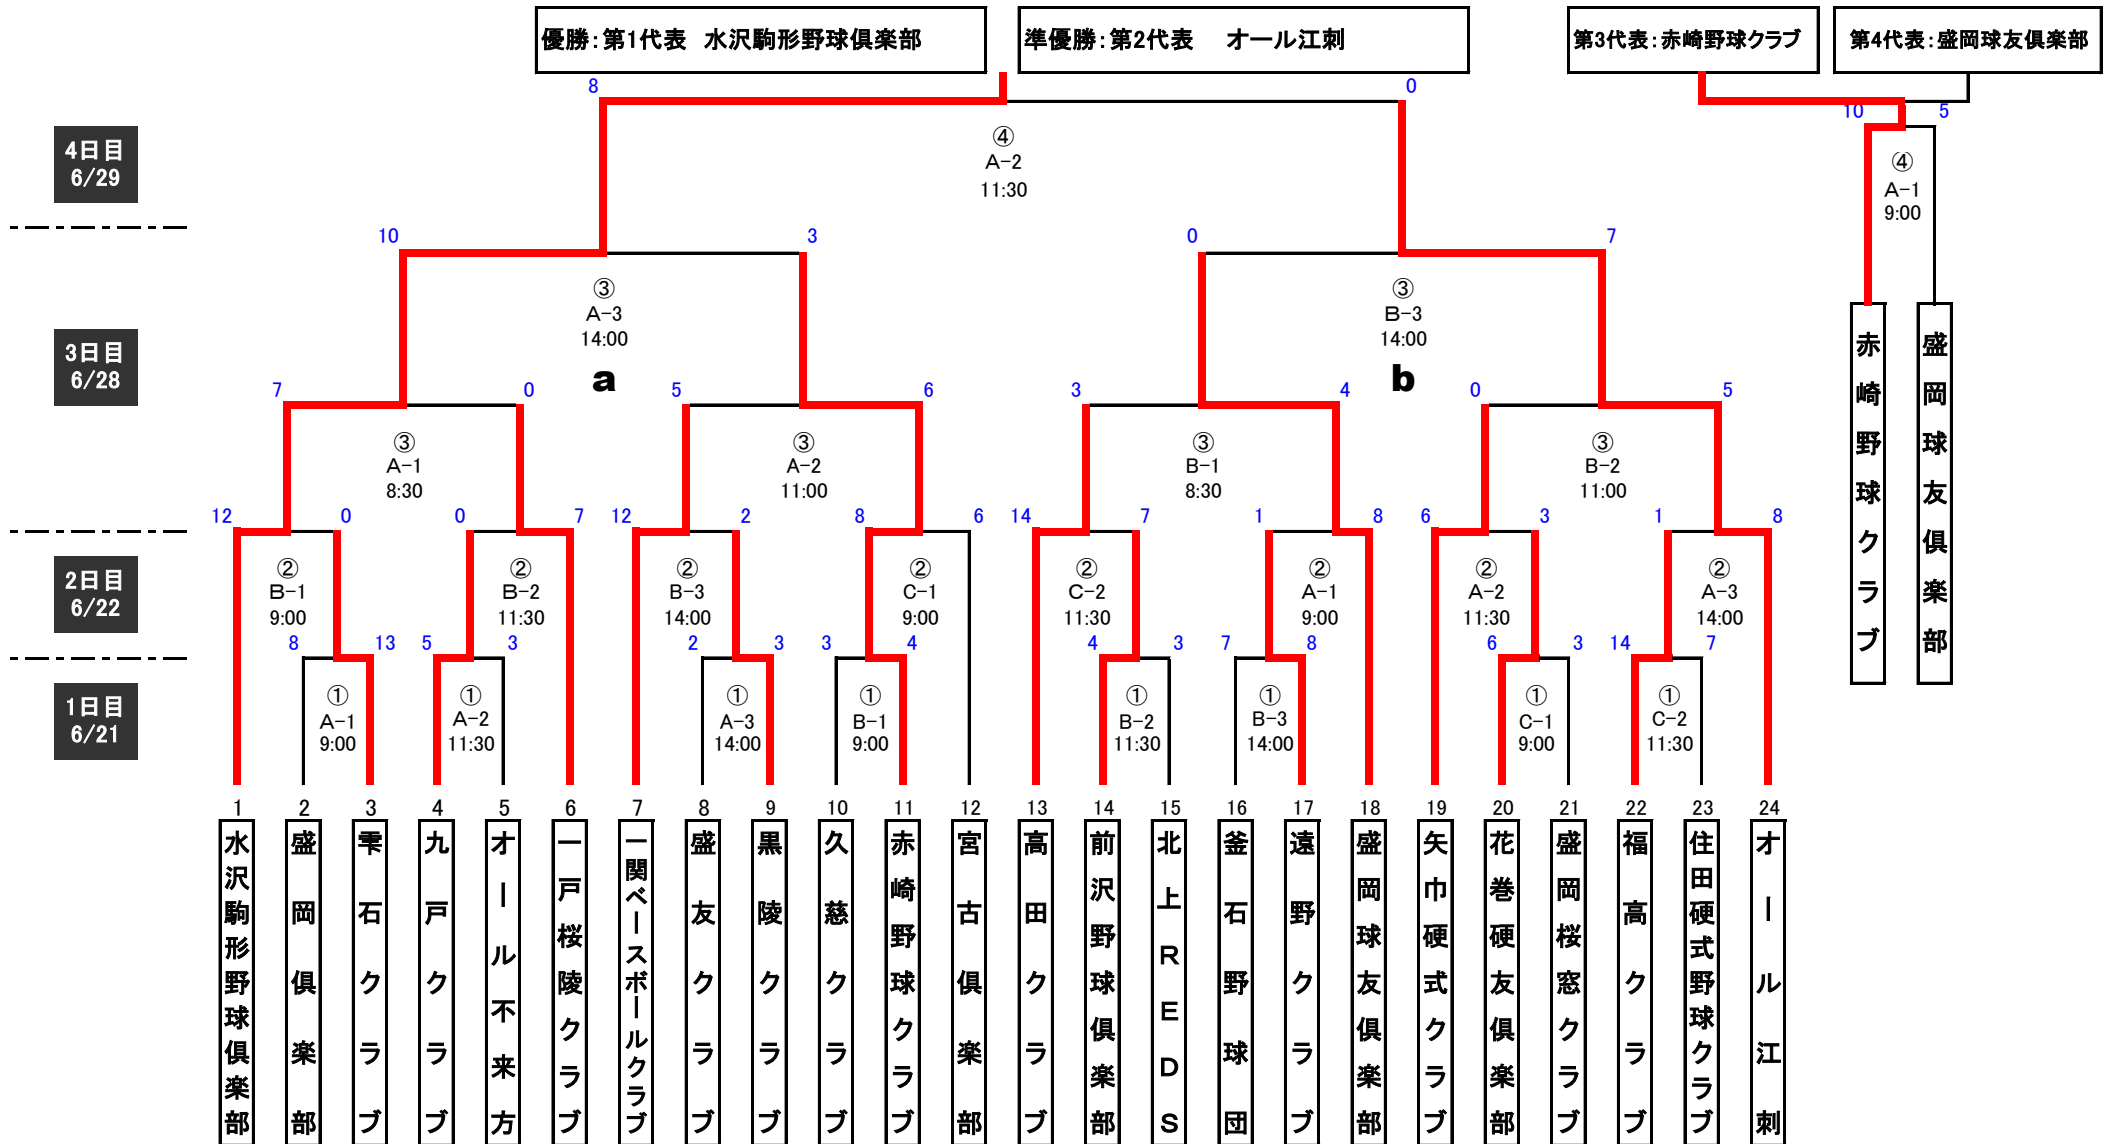 優勝:第1代表 水沢駒形野球倶楽部
準優勝:第2代表 オール江刺
第3代表:赤崎野球クラブ
第4代表:盛岡球友倶楽部
8
0
10
5
4日目
6/29
④
A-2
11:30
④
A-1
9:00
10
3
0
7
③
A-3
14:00
③
B-3
14:00
3日目
6/28
a
b
赤崎野球クラブ
盛岡球友倶楽部
7
0
5
6
3
4
0
5
③
A-1
8:30
③
A-2
11:00
③
B-1
8:30
③
B-2
11:00
12
0
0
7
12
2
8
6
14
7
1
8
6
3
1
8
2日目
6/22
②
B-1
9:00
②
B-2
11:30
②
B-3
14:00
②
C-1
9:00
②
C-2
11:30
②
A-1
9:00
②
A-2
11:30
②
A-3
14:00
8
13
5
3
2
3
3
4
4
3
7
8
6
3
14
7
1日目
6/21
①
A-1
9:00
①
A-2
11:30
①
A-3
14:00
①
B-1
9:00
①
B-2
11:30
①
B-3
14:00
①
C-1
9:00
①
C-2
11:30
1
水沢駒形野球倶楽部
2
盛岡倶楽部
3
雫石クラブ
4
九戸クラブ
5
オール不来方
6
一戸桜陵クラブ
7
一関ベースボールクラブ
8
盛友クラブ
9
黒陵クラブ
10
久慈クラブ
11
赤崎野球クラブ
12
宮古倶楽部
13
高田クラブ
14
前沢野球倶楽部
15
北上REDS
16
釜石野球団
17
遠野クラブ
18
盛岡球友倶楽部
19
矢巾硬式クラブ
20
花巻硬友倶楽部
21
盛岡桜窓クラブ
22
福高クラブ
23
住田硬式野球クラブ
24
オール江刺